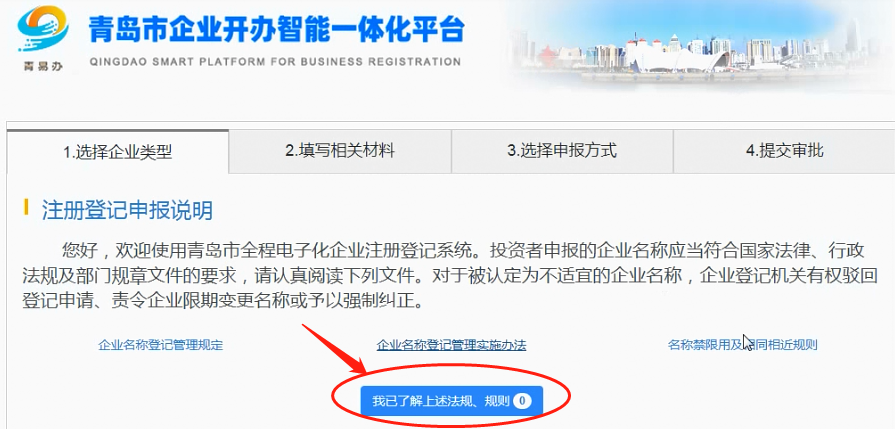 青岛市企业开办智能一体化平台
QINGDAO SMART PLATFORM FOR BUSINESS REGISTRATION
青易办
1.选择企业类型
2.填写相关材料
3.选择申报方式
4.提交审批
注册登记申报说明
您好，欢迎使用青岛市全程电子化企业注册登记系统。投资者申报的企业名称应当符合国家法律、行政
法规及部门规章文件的要求，请认真阅读下列文件。对于被认定为不适宜的企业名称，企业登记机关有权驳回
登记申请、责令企业限期变更名称或予以强制纠正。
企业名称登记管理规定
企业名称登记管理实施办法
名称禁限用及相同相近规则
我已了解上述法规、规则 0